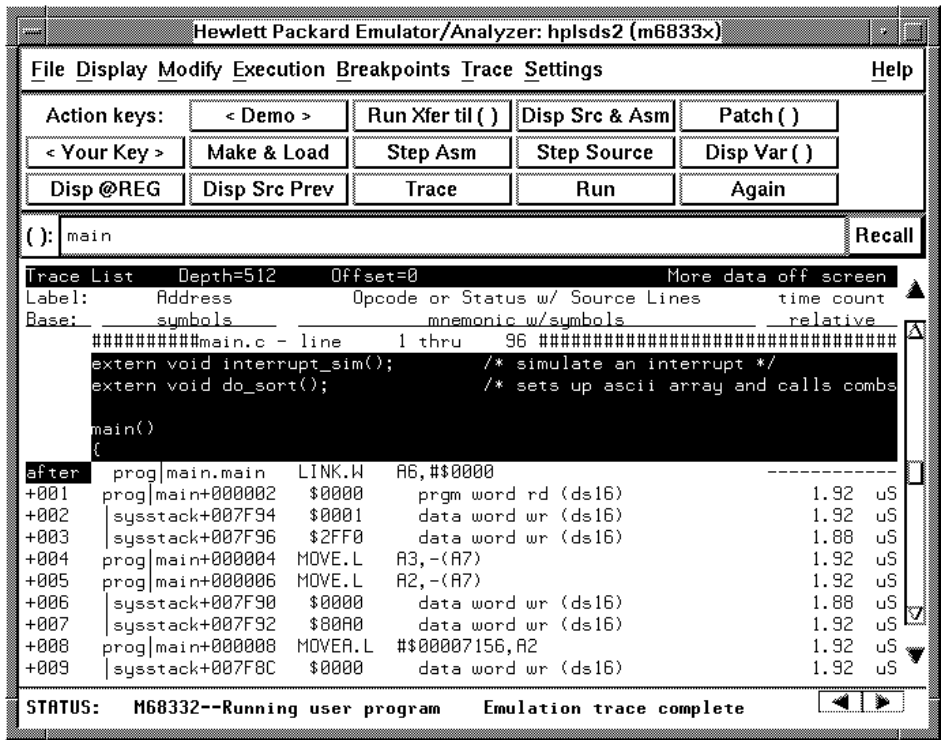 Hewlett Packard Emulator/Analyzer: hplsds2 (m6833x)
File Display Modify Execution Breakpoints Trace Settings Help
Action keys: < Demo > Run Xfer til ( ) Disp Src & Asm Patch ( )
< Your Key > Make & Load Step Asm Step Source Disp Var ( )
Disp @REG Disp Src Prev Trace Run Again
( ): main Recall
Trace List Depth=512 Offset=0 More data off screen
Label: Address Opcode or Status w/ Source Lines time count
Base: symbols mnemonic w/symbols relative
##########main.c - line 1 thru 96 #################################
extern void interrupt_sim(); /* simulate an interrupt */
extern void do_sort(); /* sets up ascii array and calls combs
main()
{
after prog|main.main LINK.W A6,#$0000 ------------
+001 prog|main+000002 $0000 prgm word rd (ds16) 1.92 uS
+002 |sysstack+007F94 $0001 data word wr (ds16) 1.92 uS
+003 |sysstack+007F96 $2FF0 data word wr (ds16) 1.88 uS
+004 prog|main+000004 MOVE.L A3,-(A7) 1.92 uS
+005 prog|main+000006 MOVE.L A2,-(A7) 1.92 uS
+006 |sysstack+007F90 $0000 data word wr (ds16) 1.88 uS
+007 |sysstack+007F92 $80A0 data word wr (ds16) 1.92 uS
+008 prog|main+000008 MOVEA.L #$00007156,A2 1.92 uS
+009 |sysstack+007F8C $0000 data word wr (ds16) 1.92 uS
STATUS: M68332--Running user program Emulation trace complete